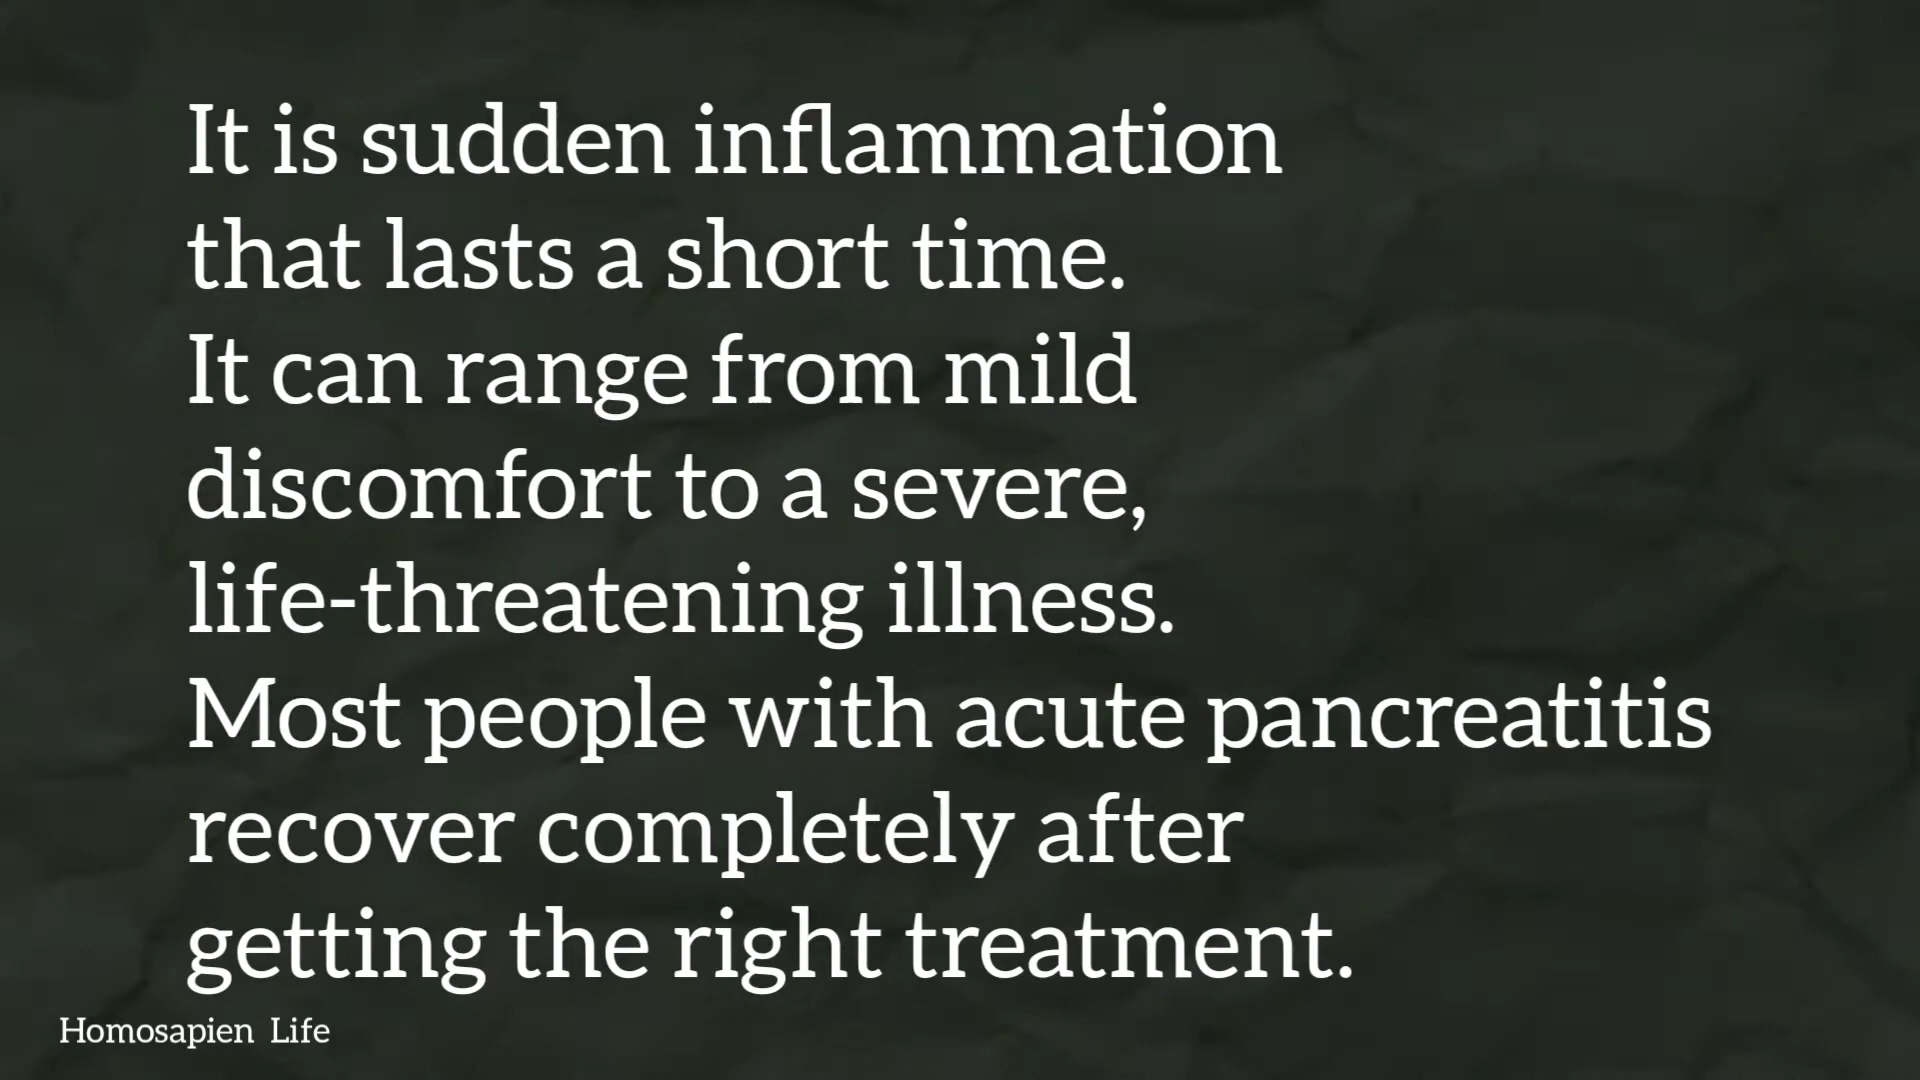 It is sudden inflammation
that lasts a short time.
It can range from mild
discomfort to a severe,
life-threatening illness.
Most people with acute pancreatitis
recover completely after
getting the right treatment.
Homosapien Life